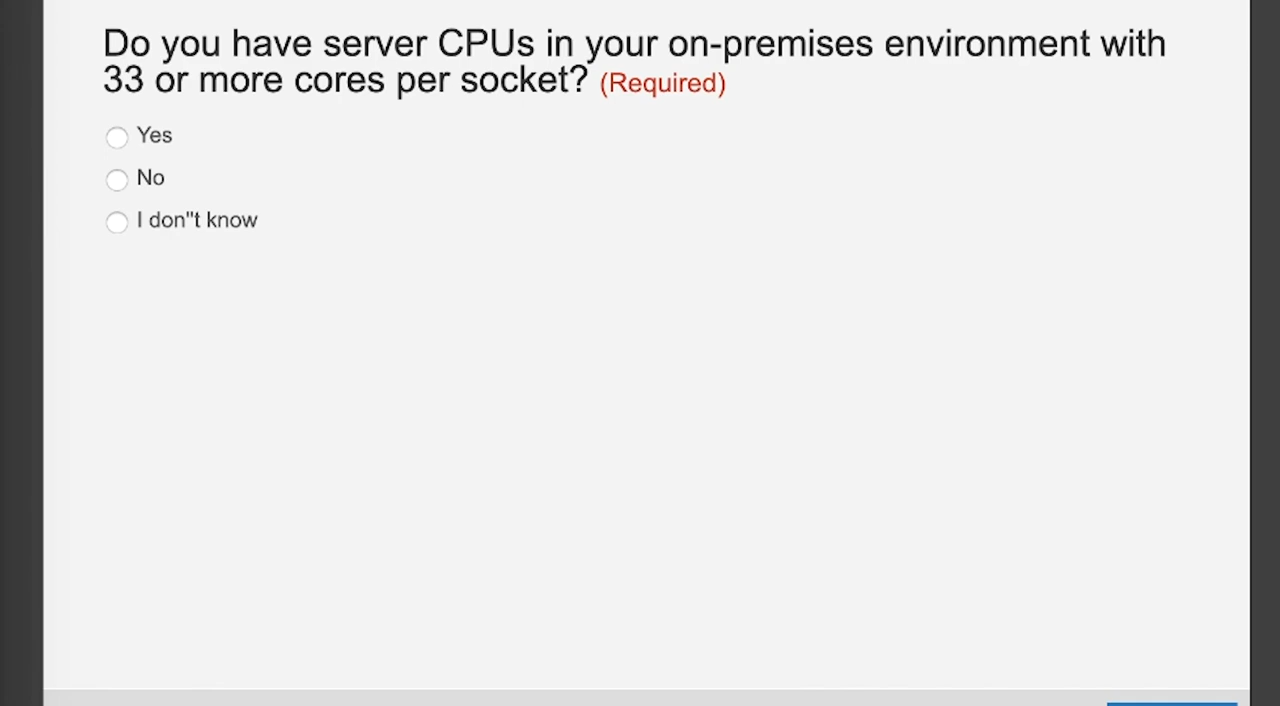 Do you have server CPUs in your on-premises environment with
33 or more cores per socket? (Required)
Yes
No
I don"t know